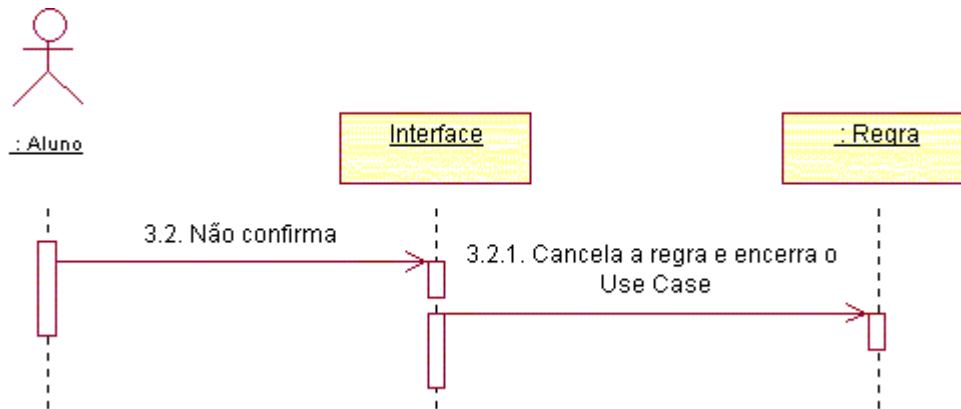 : Aluno
Interface
: Regra
3.2. Não confirma
3.2.1. Cancela a regra e encerra o
Use Case